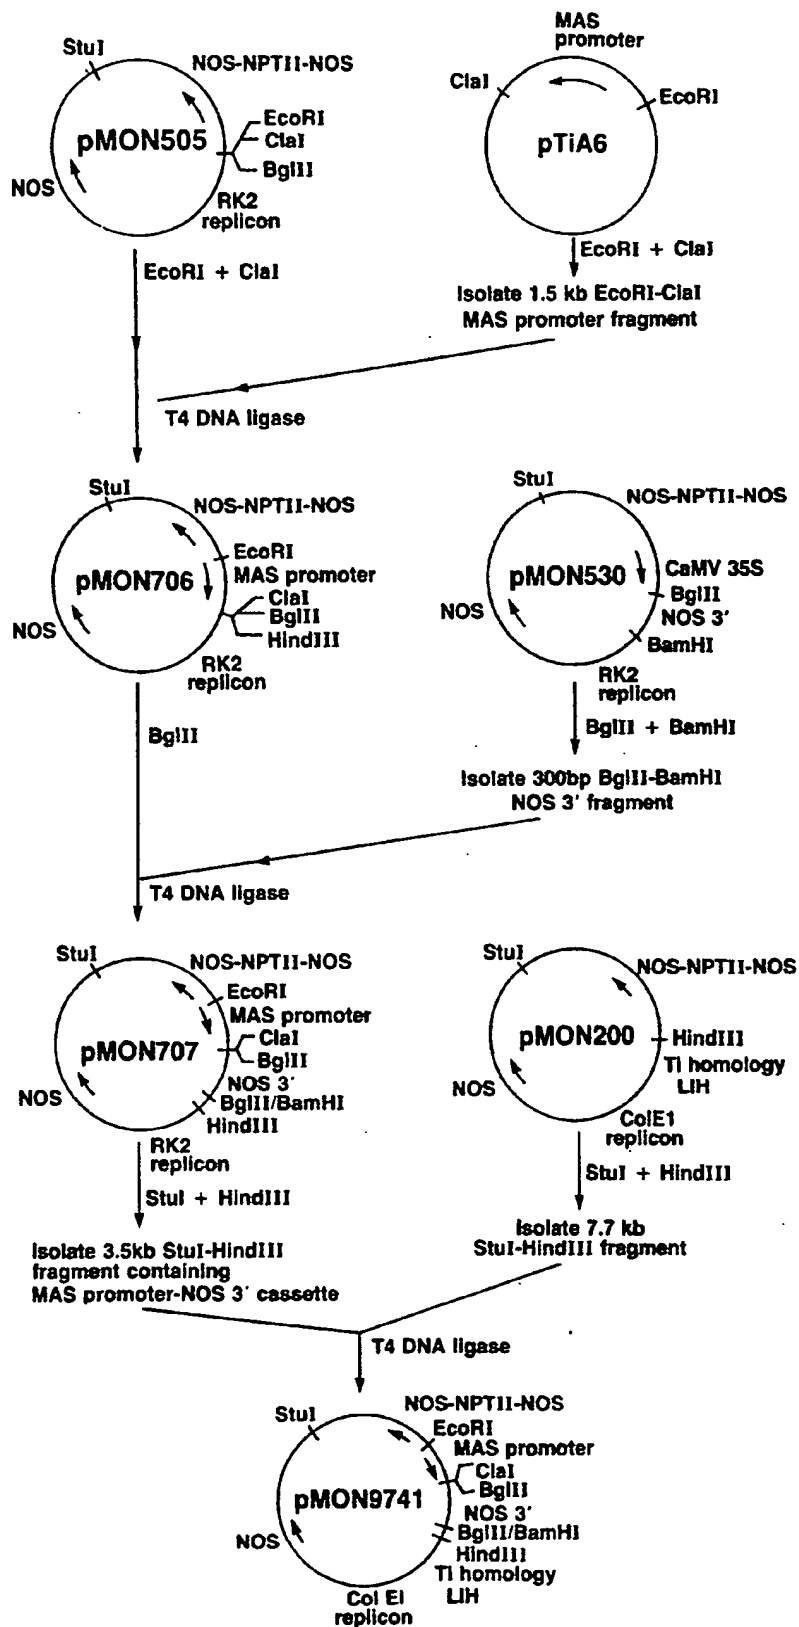 StuI
NOS-NPTII-NOS
pMON505
EcoRI
ClaI
BglII
NOS
RK2
replicon
EcoRI + ClaI
MAS
promoter
ClaI
EcoRI
pTiA6
EcoRI + ClaI
Isolate 1.5 kb EcoRI-ClaI
MAS promoter fragment
T4 DNA ligase
StuI
NOS-NPTII-NOS
EcoRI
MAS promoter
pMON706
ClaI
BglII
HindIII
NOS
RK2
replicon
BglII
StuI
NOS-NPTII-NOS
CaMV 35S
pMON530
BglII
NOS 3'
BamHI
NOS
RK2
replicon
BglII + BamHI
Isolate 300bp BglII-BamHI
NOS 3' fragment
T4 DNA ligase
StuI
NOS-NPTII-NOS
EcoRI
MAS promoter
pMON707
ClaI
BglII
NOS 3'
BglII/BamHI
HindIII
NOS
RK2
replicon
StuI + HindIII
Isolate 3.5kb StuI-HindIII
fragment containing
MAS promoter-NOS 3' cassette
StuI
NOS-NPTII-NOS
pMON200
HindIII
Ti homology
LIH
NOS
ColE1
replicon
StuI + HindIII
Isolate 7.7 kb
StuI-HindIII fragment
T4 DNA ligase
StuI
NOS-NPTII-NOS
EcoRI
MAS promoter
ClaI
BglII
pMON9741
NOS 3'
BglII/BamHI
HindIII
Ti homology
LIH
NOS
Col EI
replicon